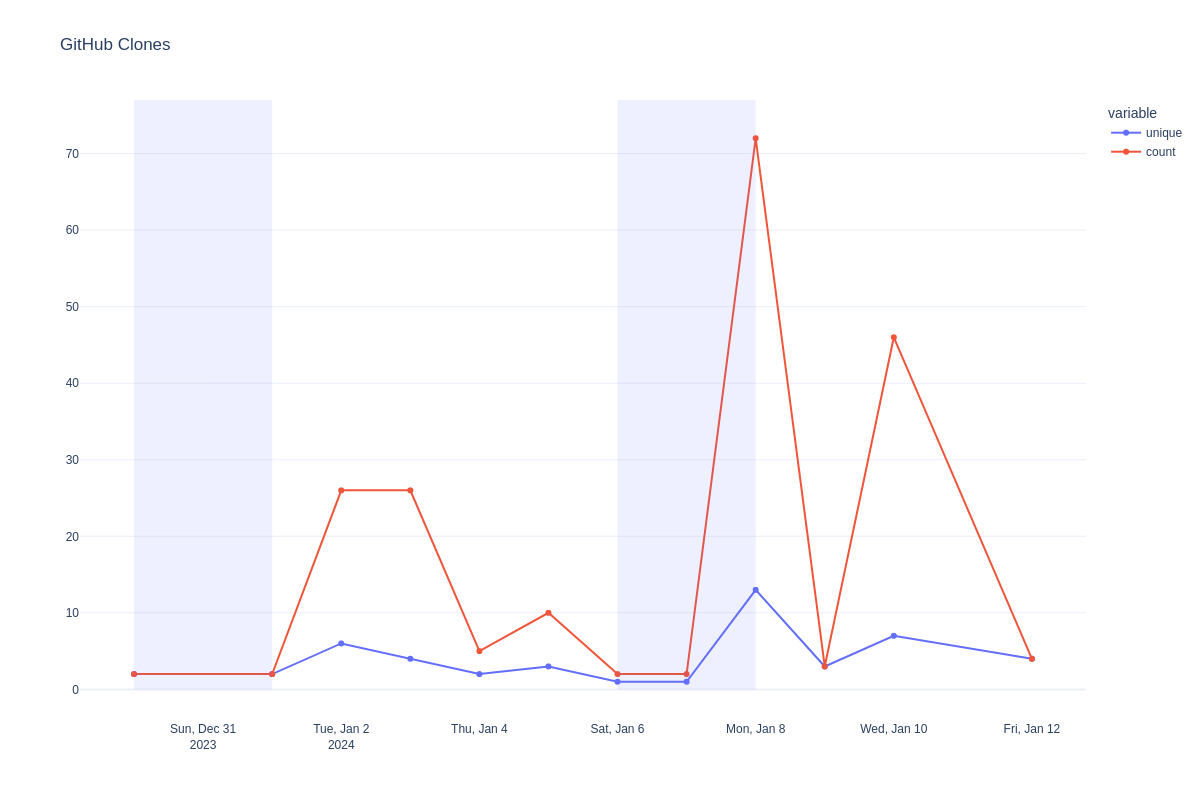 GitHub Clones
variable
unique
count
70
60
50
40
30
20
10
0
Sun, Dec 31
2023
Tue, Jan 2
2024
Thu, Jan 4
Sat, Jan 6
Mon, Jan 8
Wed, Jan 10
Fri, Jan 12